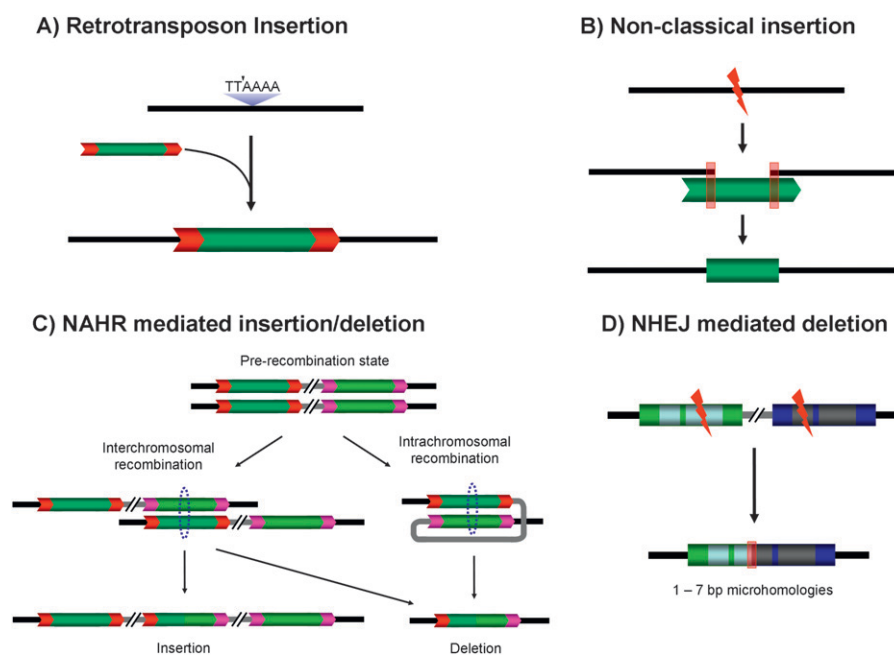 A) Retrotransposon Insertion
TT'AAAA
B) Non-classical insertion
C) NAHR mediated insertion/deletion
Pre-recombination state
Interchromosomal
recombination
Intrachromosomal
recombination
Insertion
Deletion
D) NHEJ mediated deletion
1 – 7 bp microhomologies